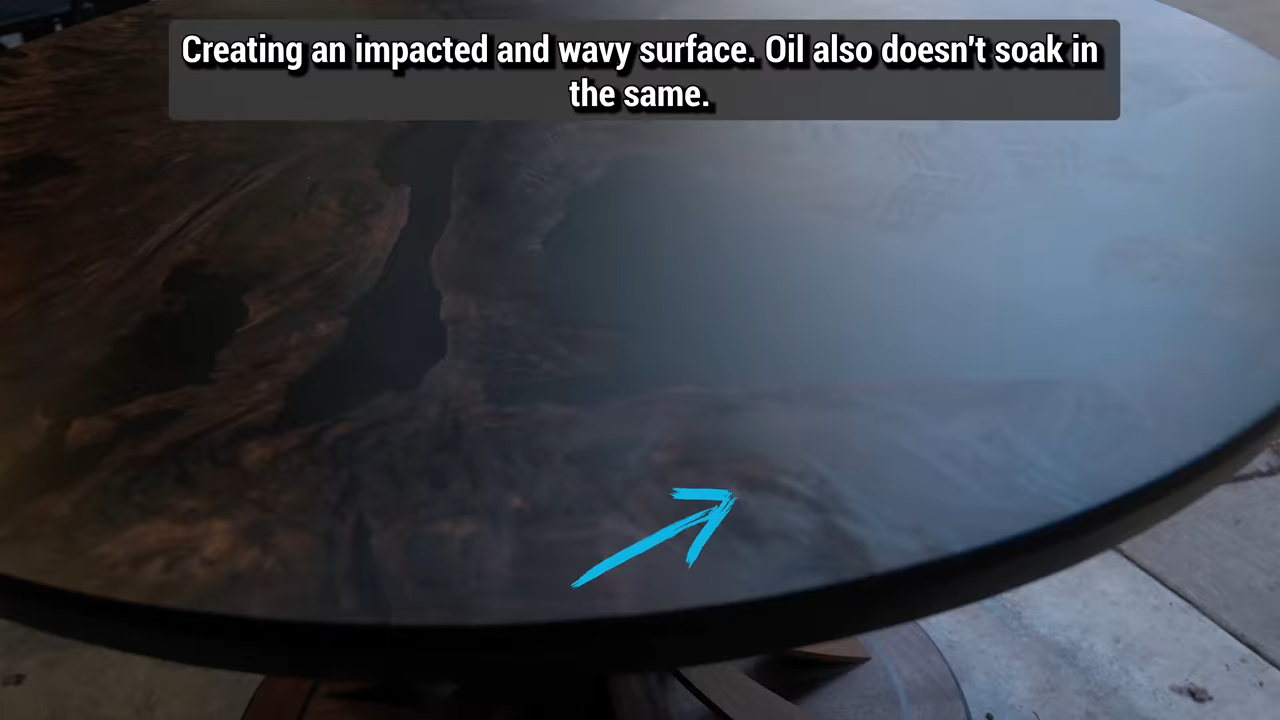 Creating an impacted and wavy surface. Oil also doesn't soak in
the same.